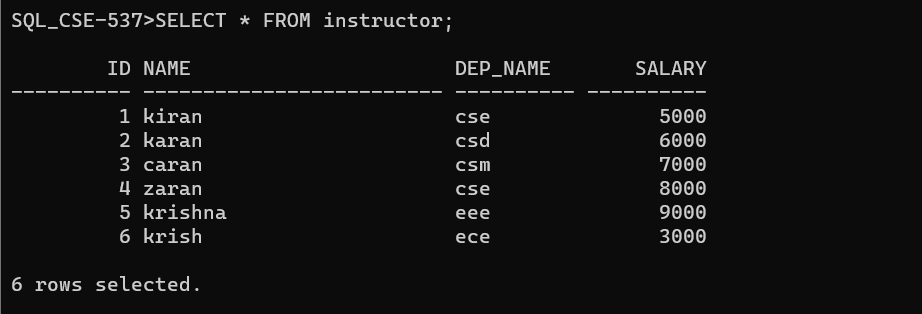 SQL_CSE-537>SELECT * FROM instructor;
        ID NAME                      DEP_NAME       SALARY
---------- ------------------------- ---------- ----------
         1 kiran                     cse              5000
         2 karan                     csd              6000
         3 caran                     csm              7000
         4 zaran                     cse              8000
         5 krishna                   eee              9000
         6 krish                     ece              3000
6 rows selected.